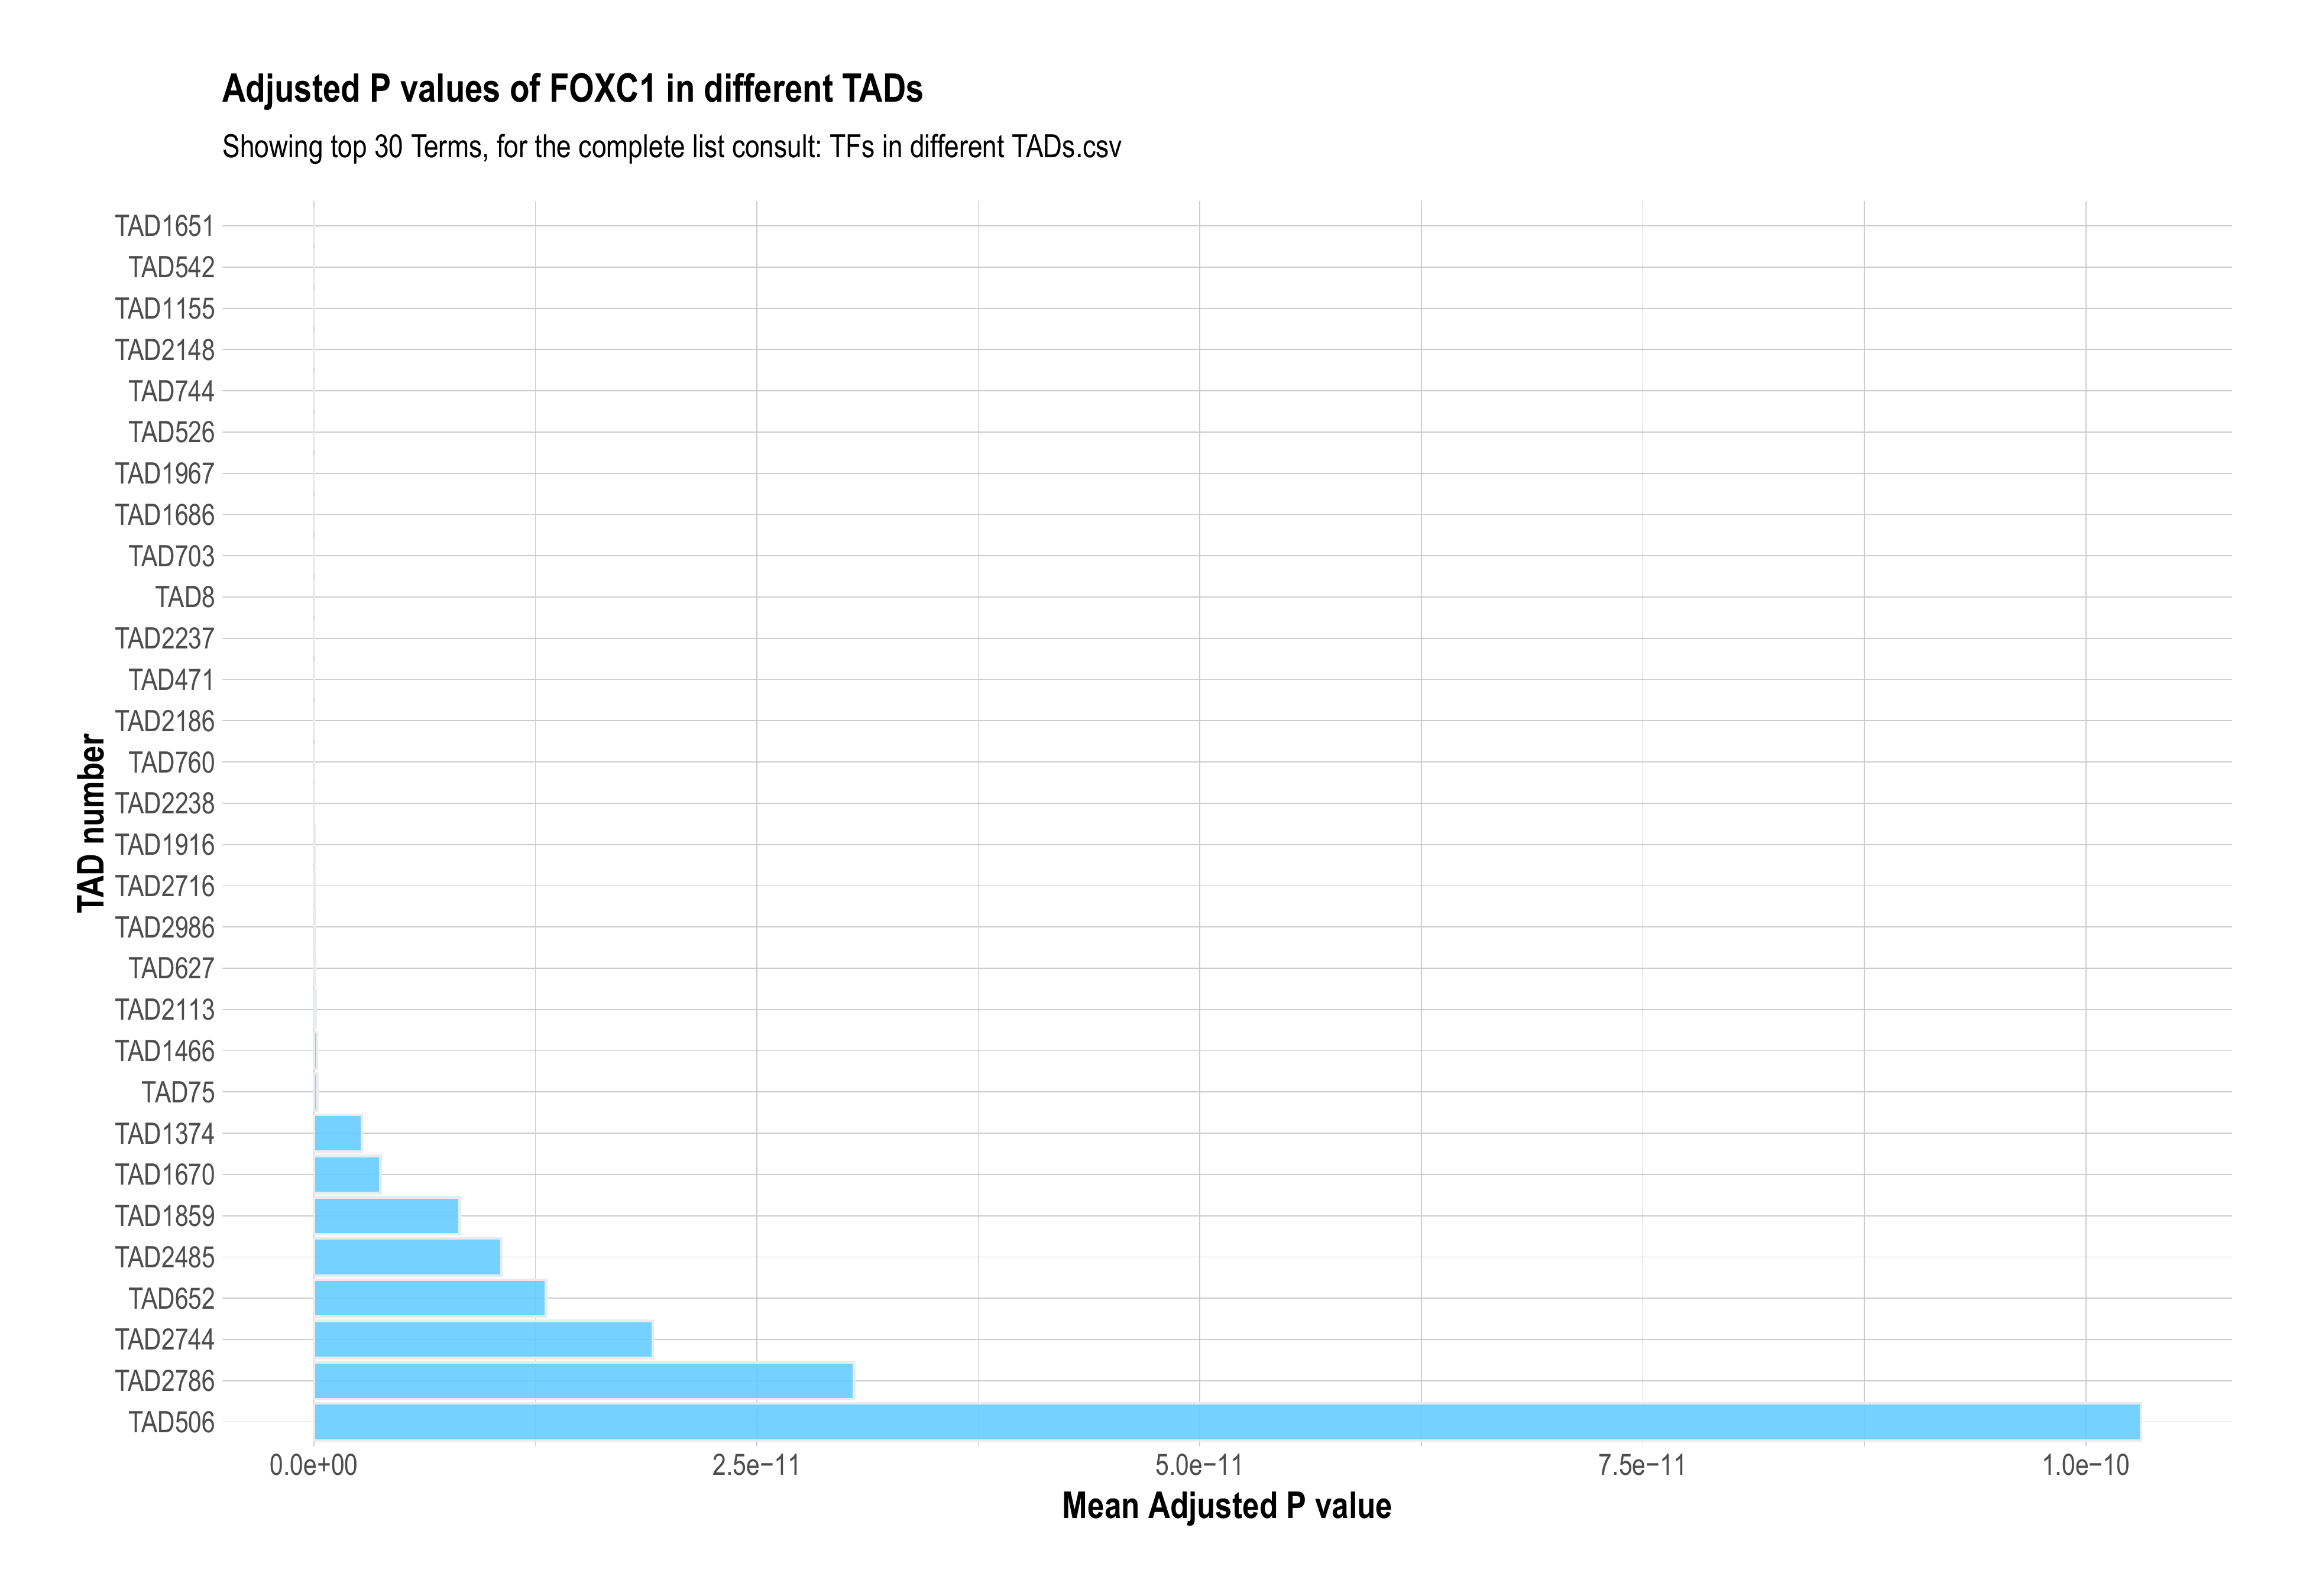 Adjusted P values of FOXC1 in different TADs
Showing top 30 Terms, for the complete list consult: TFs in different TADs.csv
TAD number
TAD1651
TAD542
TAD1155
TAD2148
TAD744
TAD526
TAD1967
TAD1686
TAD703
TAD8
TAD2237
TAD471
TAD2186
TAD760
TAD2238
TAD1916
TAD2716
TAD2986
TAD627
TAD2113
TAD1466
TAD75
TAD1374
TAD1670
TAD1859
TAD2485
TAD652
TAD2744
TAD2786
TAD506
0.0e+00 2.5e−11 5.0e−11 7.5e−11 1.0e−10
Mean Adjusted P value